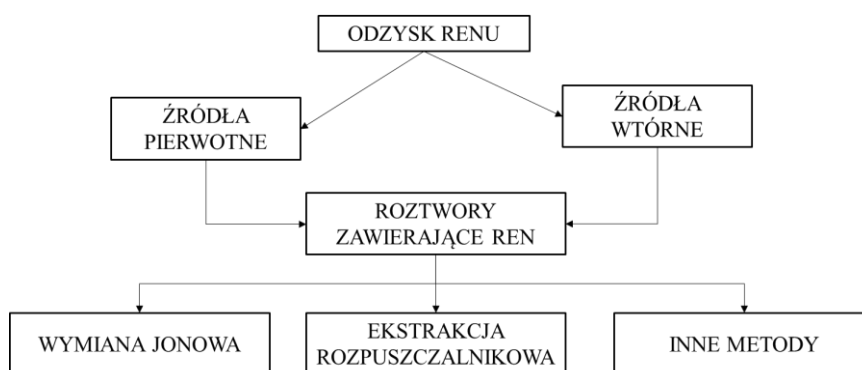 ODZYSK RENU
ŹRÓDŁA
PIERWOTNE
ŹRÓDŁA
WTÓRNE
ROZTWORY
ZAWIERAJĄCE REN
WYMIANA JONOWA
EKSTRAKCJA
ROZPUSZCZALNIKOWA
INNE METODY